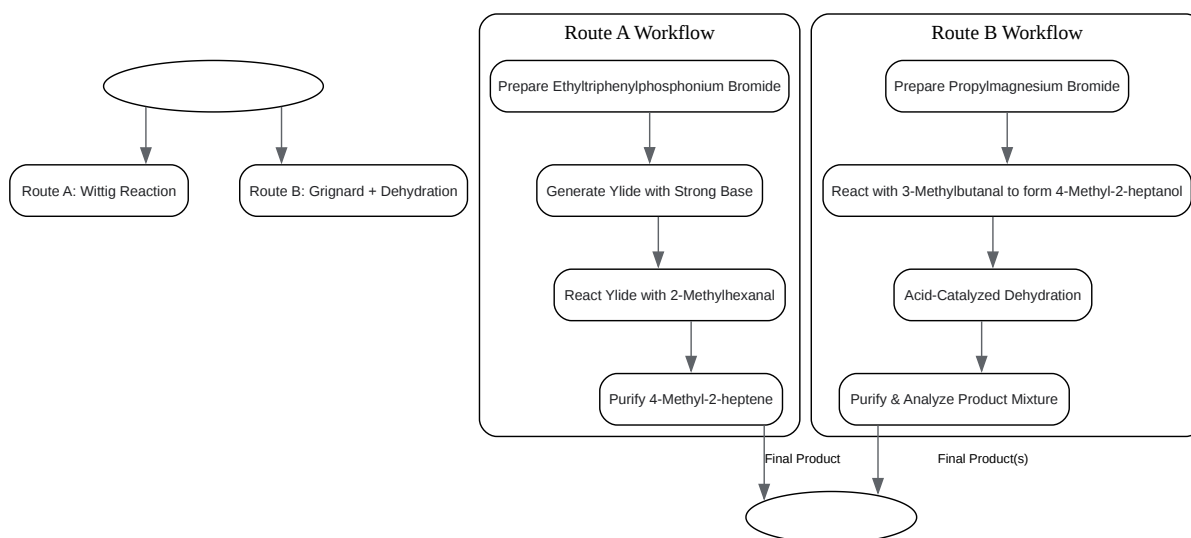 Route A: Wittig Reaction
Route B: Grignard + Dehydration
Route A Workflow
Prepare Ethyltriphenylphosphonium Bromide
Generate Ylide with Strong Base
React Ylide with 2-Methylhexanal
Purify 4-Methyl-2-heptene
Final Product
Route B Workflow
Prepare Propylmagnesium Bromide
React with 3-Methylbutanal to form 4-Methyl-2-heptanol
Acid-Catalyzed Dehydration
Purify & Analyze Product Mixture
Final Product(s)